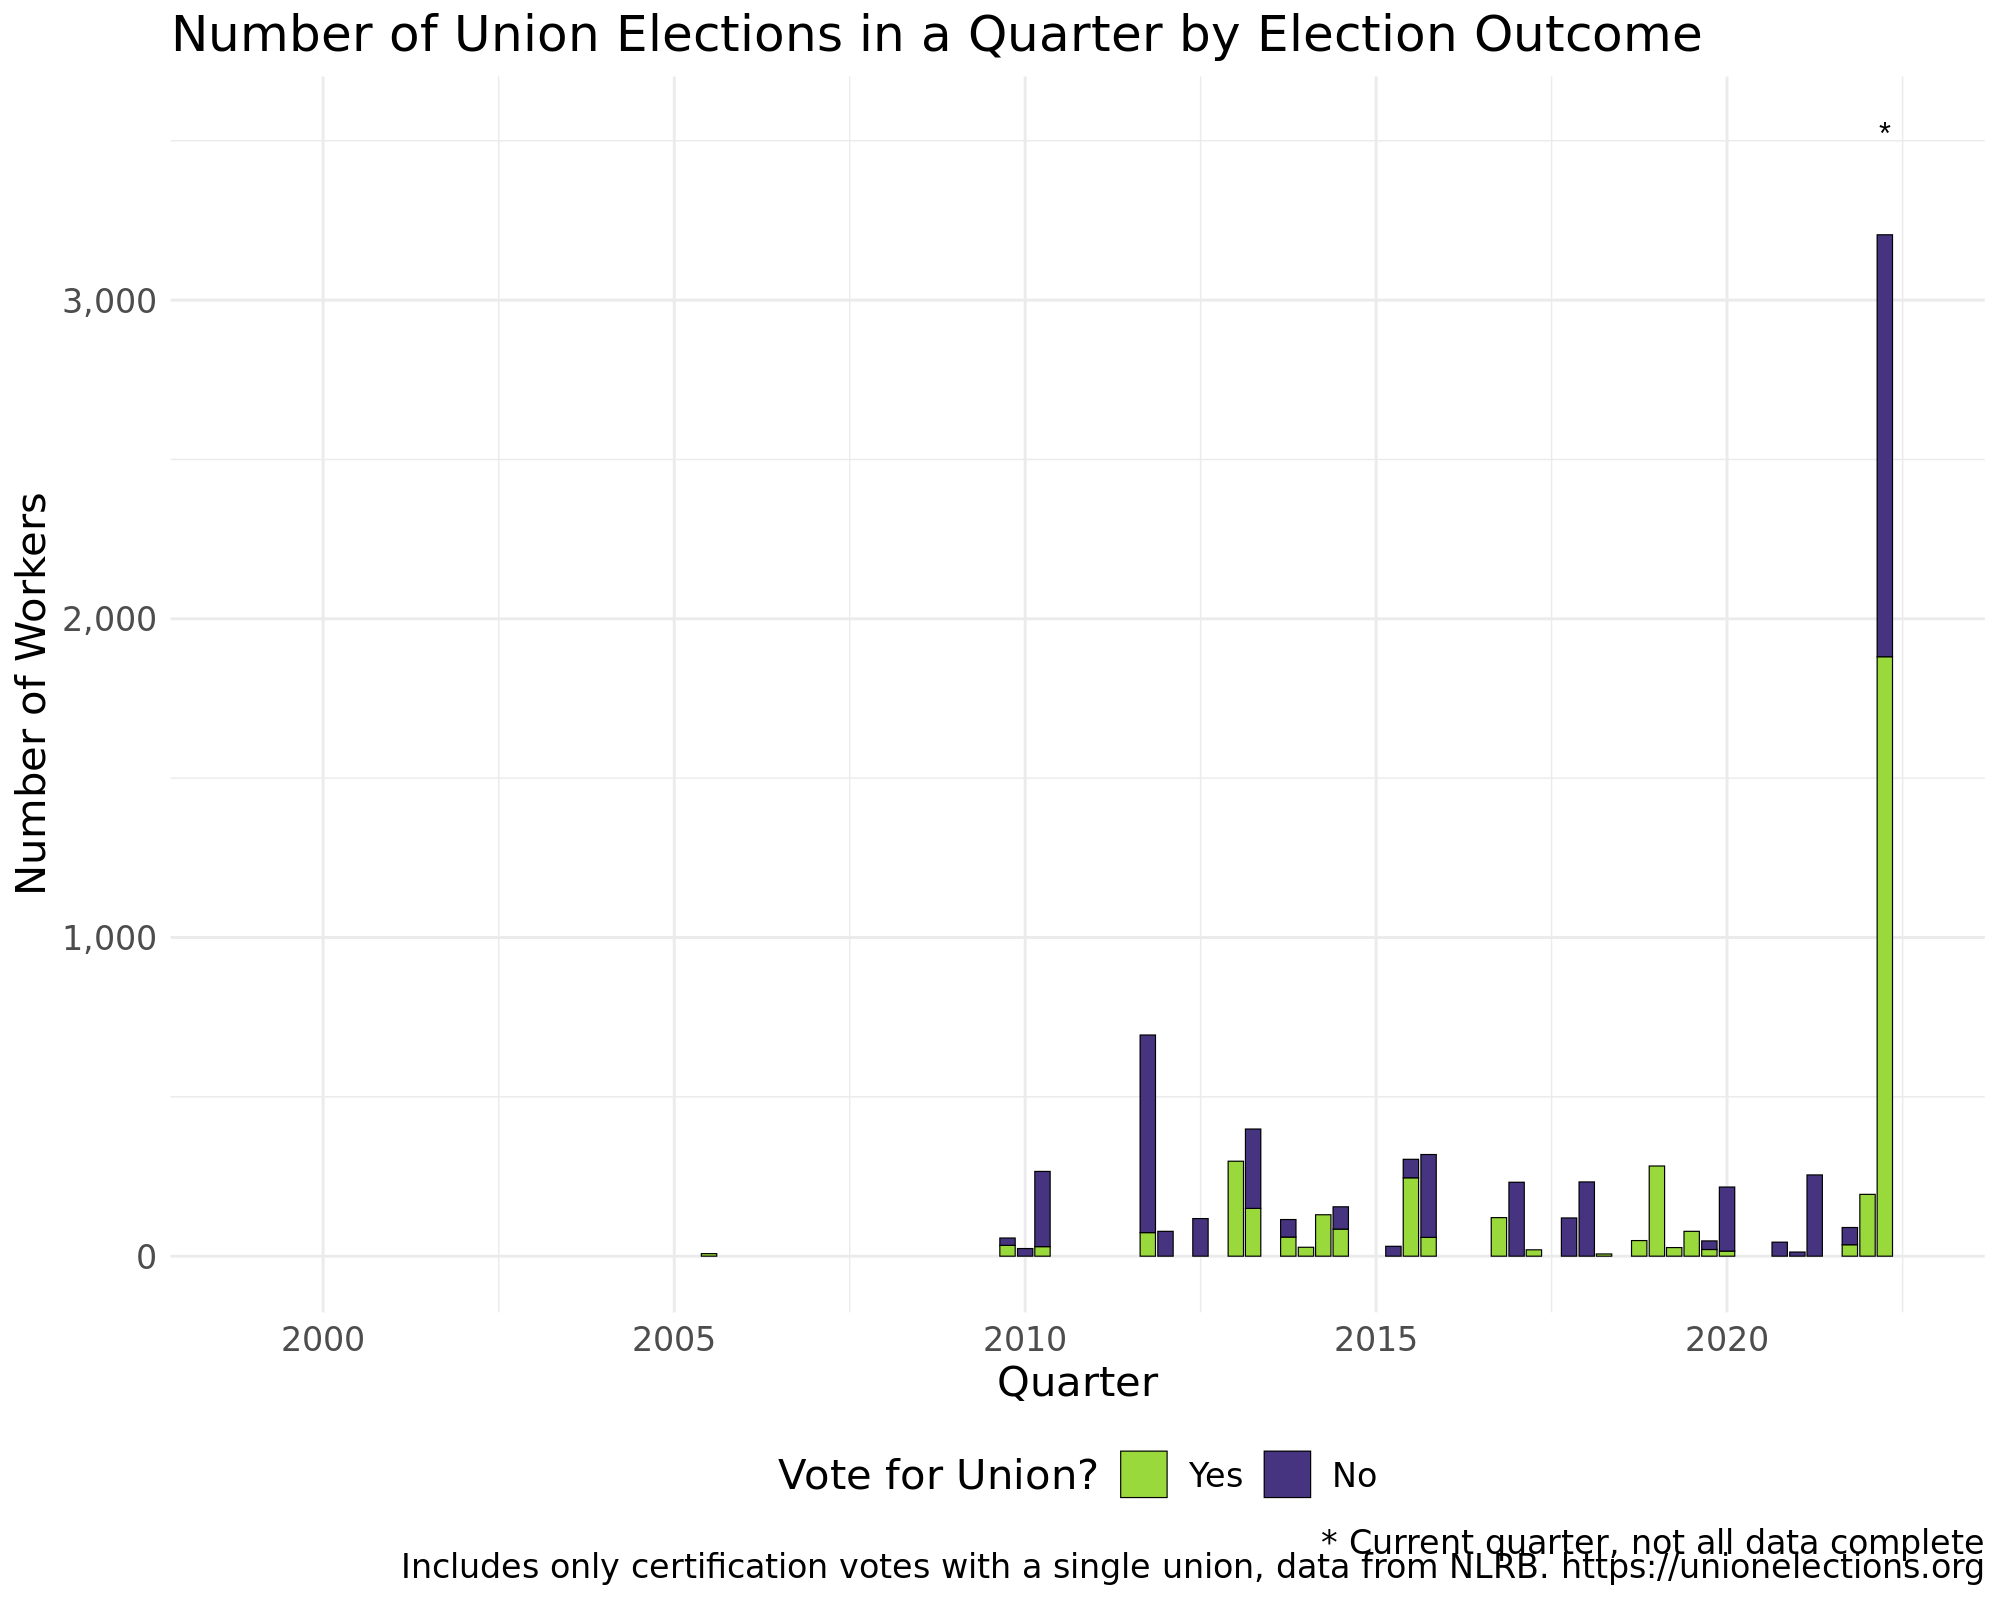 Number of Union Elections in a Quarter by Election Outcome
*
3,000
2,000
1,000
0
Number of Workers
2000 2005 2010 2015 2020
Quarter
Vote for Union? Yes No
* Current quarter, not all data complete
Includes only certification votes with a single union, data from NLRB. https://unionelections.org